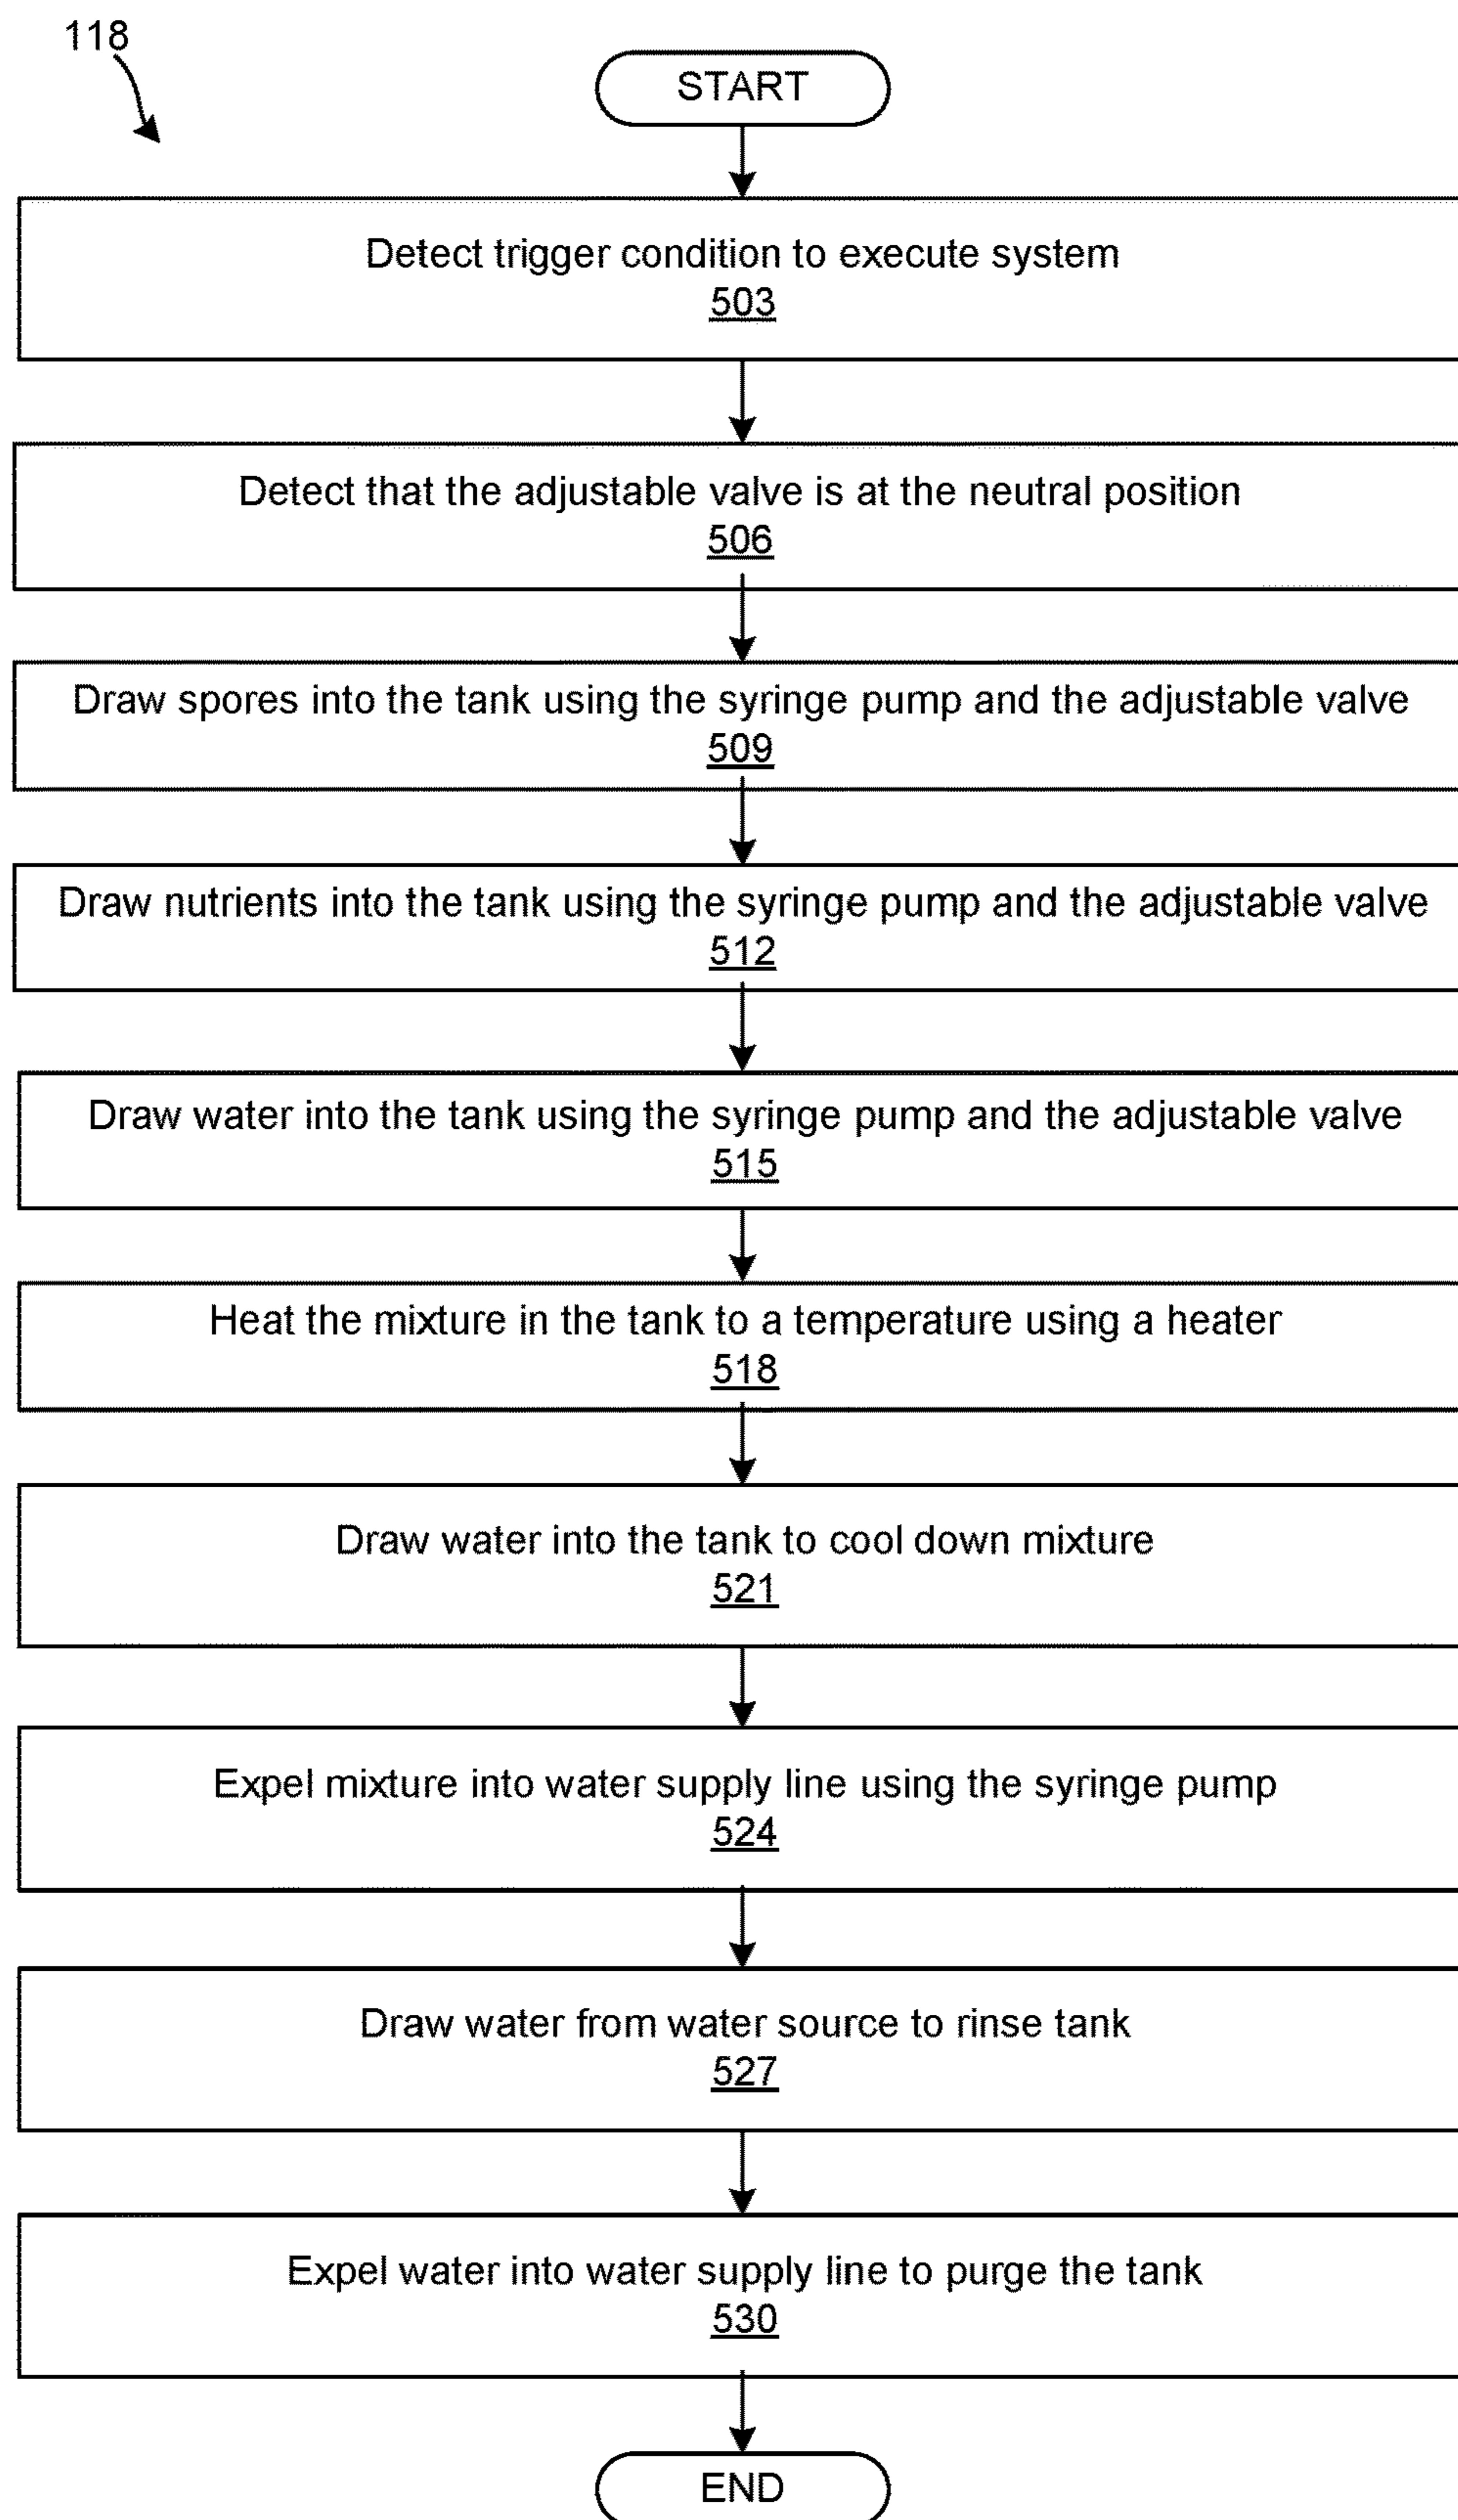 118
START
Detect trigger condition to execute system
503
Detect that the adjustable valve is at the neutral position
506
Draw spores into the tank using the syringe pump and the adjustable valve
509
Draw nutrients into the tank using the syringe pump and the adjustable valve
512
Draw water into the tank using the syringe pump and the adjustable valve
515
Heat the mixture in the tank to a temperature using a heater
518
Draw water into the tank to cool down mixture
521
Expel mixture into water supply line using the syringe pump
524
Draw water from water source to rinse tank
527
Expel water into water supply line to purge the tank
530
END